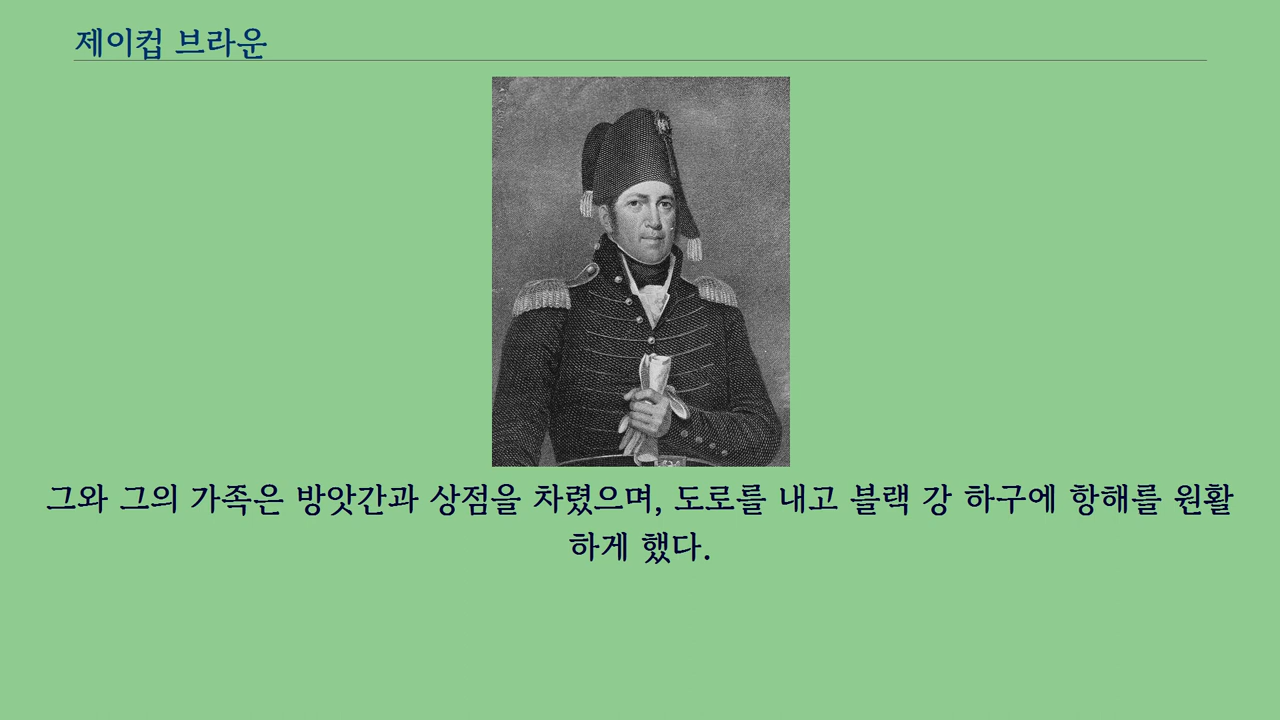 제이컵 브라운
그와 그의 가족은 방앗간과 상점을 차렸으며, 도로를 내고 블랙 강 하구에 항해를 원활
하게 했다.